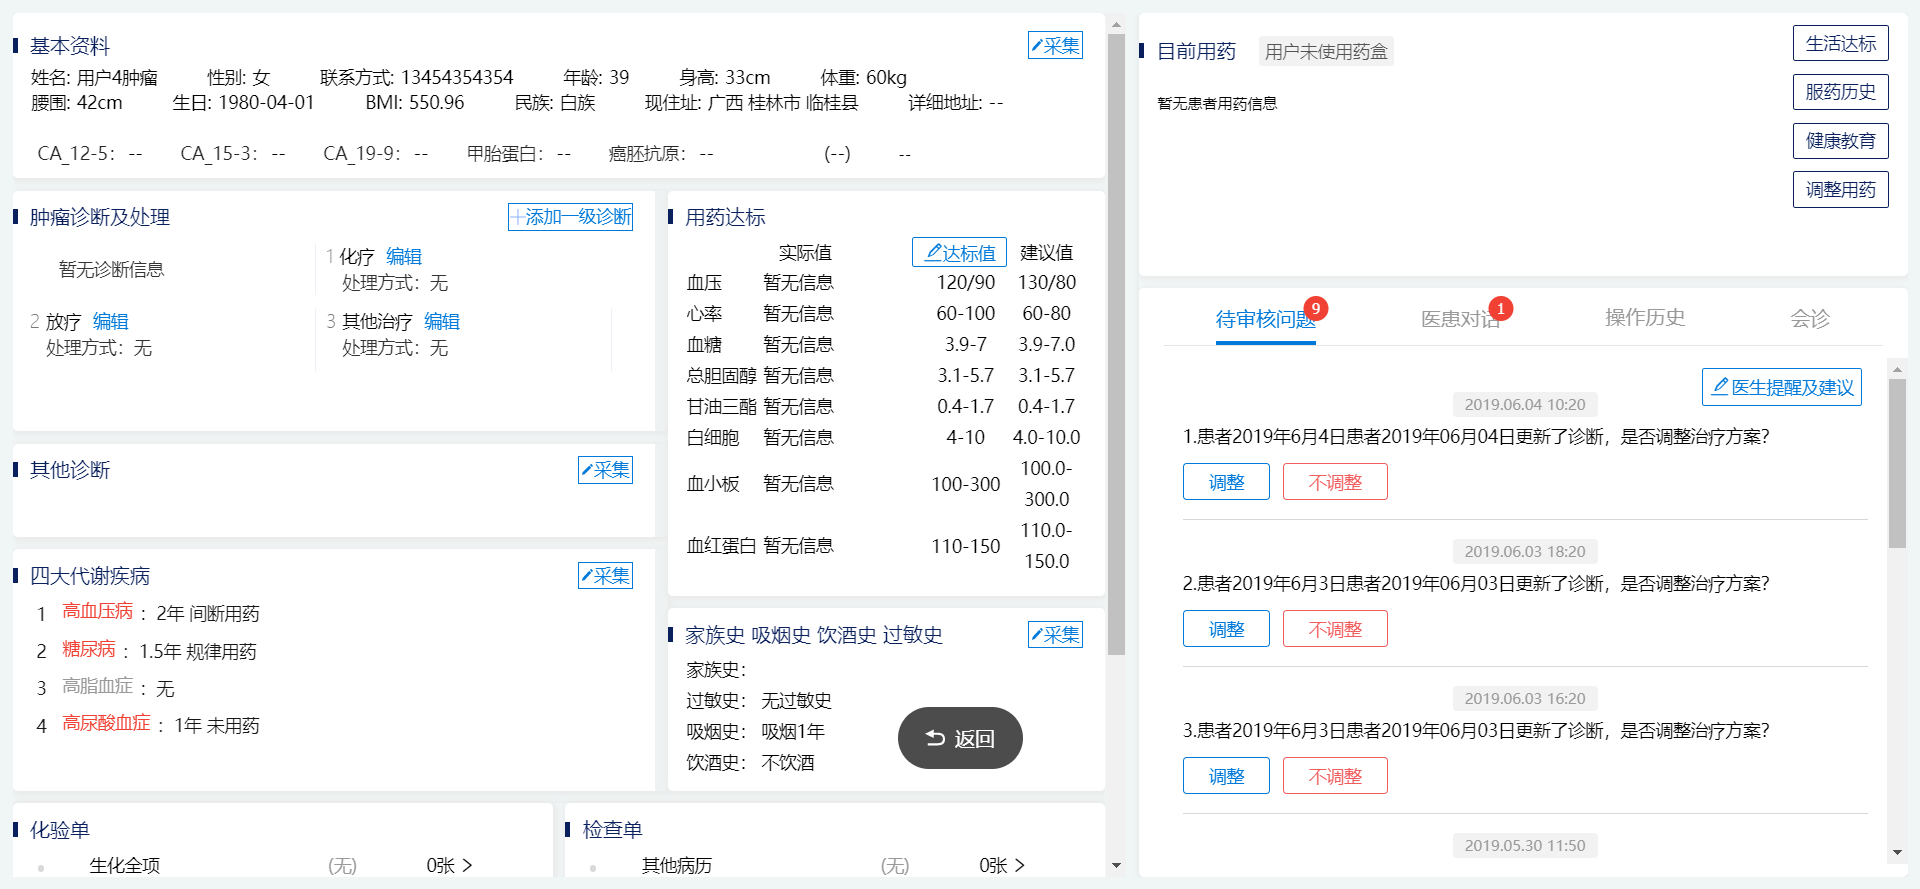 基本资料
采集
姓名: 用户4肿瘤 性别: 女 联系方式: 13454354354 年龄: 39 身高: 33cm 体重: 60kg
腰围: 42cm 生日: 1980-04-01 BMI: 550.96 民族: 白族 现住址: 广西 桂林市 临桂县 详细地址: --
CA_12-5： -- CA_15-3： -- CA_19-9： -- 甲胎蛋白： -- 癌胚抗原： -- (--) --
肿瘤诊断及处理
添加一级诊断
暂无诊断信息
1 化疗 编辑
处理方式：无
2 放疗 编辑
处理方式：无
3 其他治疗 编辑
处理方式：无
其他诊断
采集
四大代谢疾病
采集
1 高血压病 ： 2年 间断用药
2 糖尿病 ： 1.5年 规律用药
3 高脂血症 ： 无
4 高尿酸血症 ： 1年 未用药
用药达标
实际值 达标值 建议值
血压 暂无信息 120/90 130/80
心率 暂无信息 60-100 60-80
血糖 暂无信息 3.9-7 3.9-7.0
总胆固醇 暂无信息 3.1-5.7 3.1-5.7
甘油三酯 暂无信息 0.4-1.7 0.4-1.7
白细胞 暂无信息 4-10 4.0-10.0
血小板 暂无信息 100-300 100.0-
300.0
血红蛋白 暂无信息 110-150 110.0-
150.0
家族史 吸烟史 饮酒史 过敏史
采集
家族史：
过敏史： 无过敏史
吸烟史： 吸烟1年
饮酒史： 不饮酒
返回
化验单
生化全项 (无) 0张
检查单
其他病历 (无) 0张
目前用药 用户未使用药盒
暂无患者用药信息
生活达标
服药历史
健康教育
调整用药
待审核问题 9 医患对话 1 操作历史 会诊
医生提醒及建议
2019.06.04 10:20
1.患者2019年6月4日患者2019年06月04日更新了诊断，是否调整治疗方案？
调整 不调整
2019.06.03 18:20
2.患者2019年6月3日患者2019年06月03日更新了诊断，是否调整治疗方案？
调整 不调整
2019.06.03 16:20
3.患者2019年6月3日患者2019年06月03日更新了诊断，是否调整治疗方案？
调整 不调整
2019.05.30 11:50